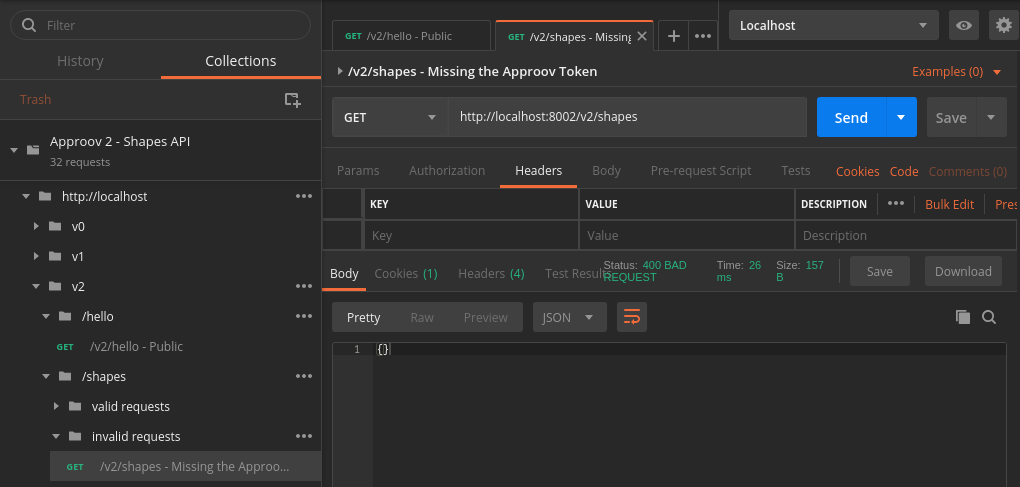 Filter
History
Collections
Trash
Approov 2 - Shapes API
32 requests
http://localhost
v0
v1
v2
/hello
GET /v2/hello - Public
/shapes
valid requests
invalid requests
GET /v2/shapes - Missing the Approo...
GET /v2/hello - Public
GET /v2/shapes - Missing
Localhost
/v2/shapes - Missing the Approov Token
Examples (0)
GET
http://localhost:8002/v2/shapes
Send
Save
Params Authorization Headers Body Pre-request Script Tests Cookies Code Comments (0)
KEY VALUE DESCRIPTION Bulk Edit Pres
Key Value Description
Body Cookies (1) Headers (4) Test Results
Status: 400 BAD
REQUEST
Time: 26
ms
Size: 157
B
Save
Download
Pretty Raw Preview JSON
1 {}